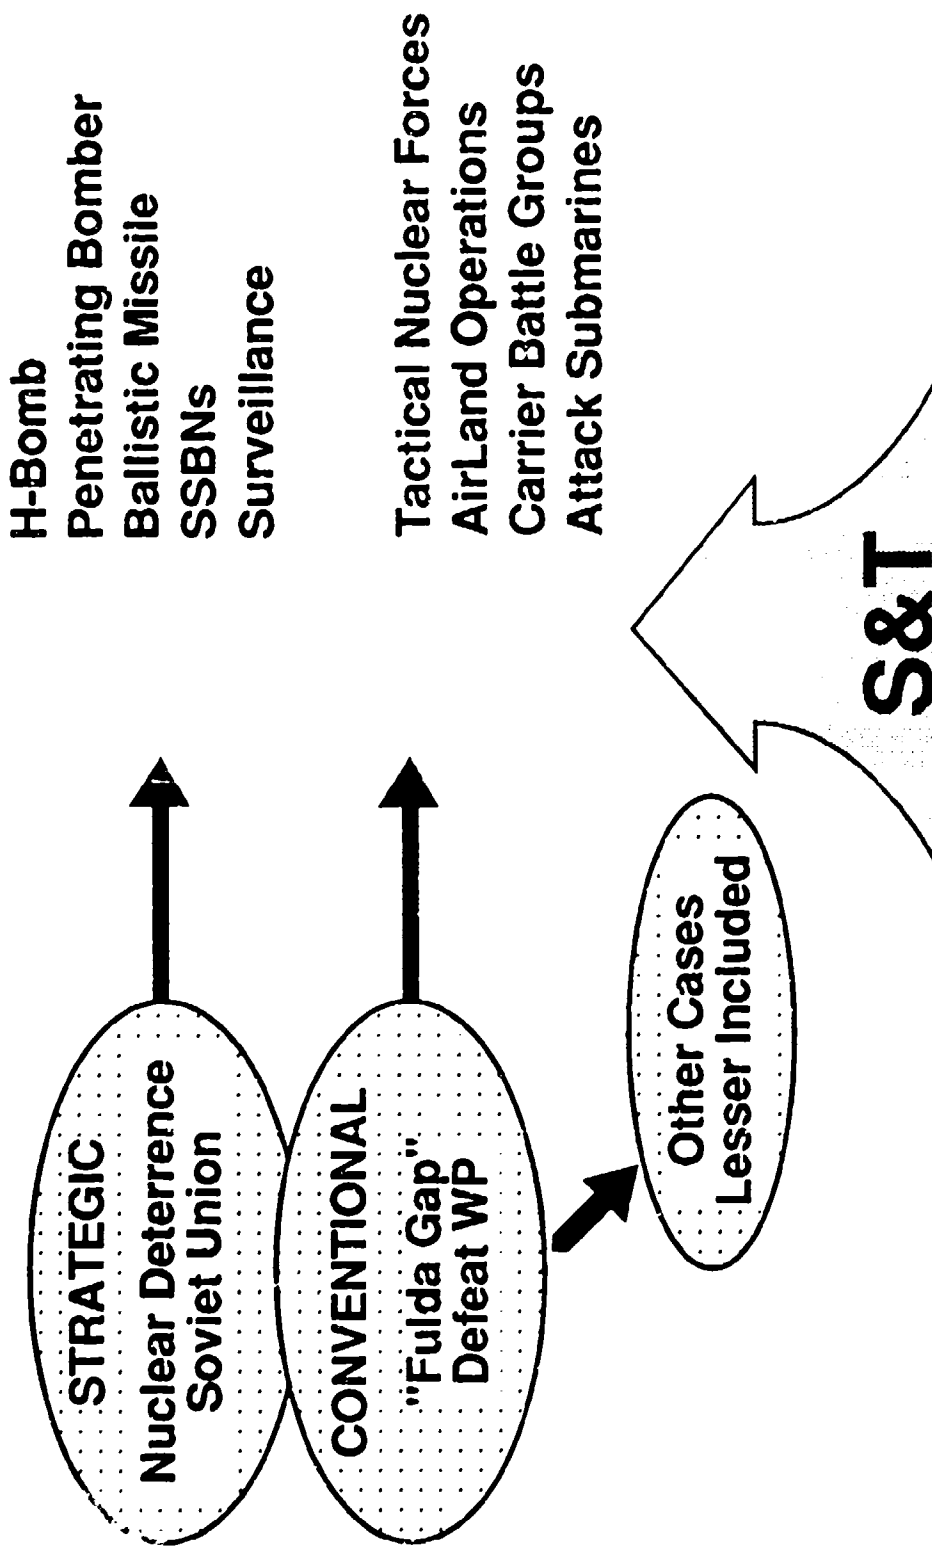 STRATEGIC
Nuclear Deterrence
Soviet Union
H-Bomb
Penetrating Bomber
Ballistic Missile
SSBNs
Surveillance
CONVENTIONAL
"Fulda Gap"
Defeat WP
Tactical Nuclear Forces
AirLand Operations
Carrier Battle Groups
Attack Submarines
Other Cases
Lesser Included
S&T